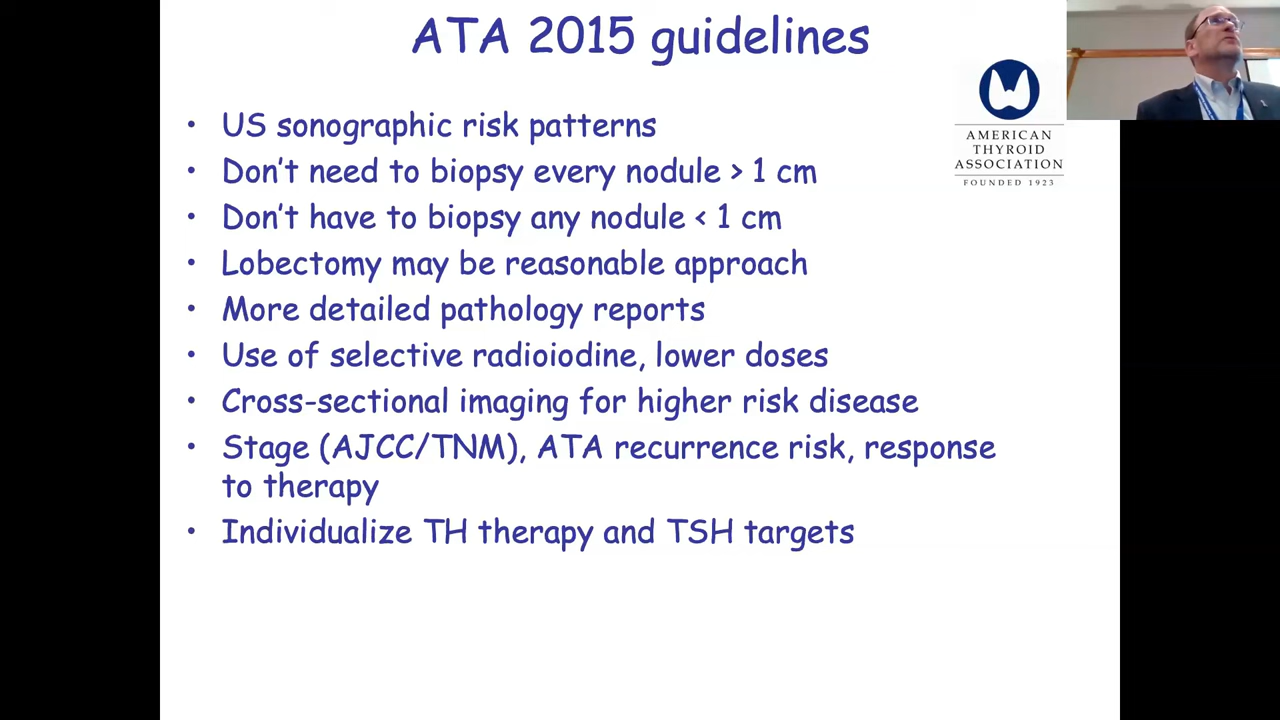 ATA 2015 guidelines
• US sonographic risk patterns
• Don't need to biopsy every nodule > 1 cm
• Don't have to biopsy any nodule < 1 cm
• Lobectomy may be reasonable approach
• More detailed pathology reports
• Use of selective radioiodine, lower doses
• Cross-sectional imaging for higher risk disease
• Stage (AJCC/TNM), ATA recurrence risk, response
to therapy
• Individualize TH therapy and TSH targets
AMERICAN
THYROID
ASSOCIATION
FOUNDED 1923